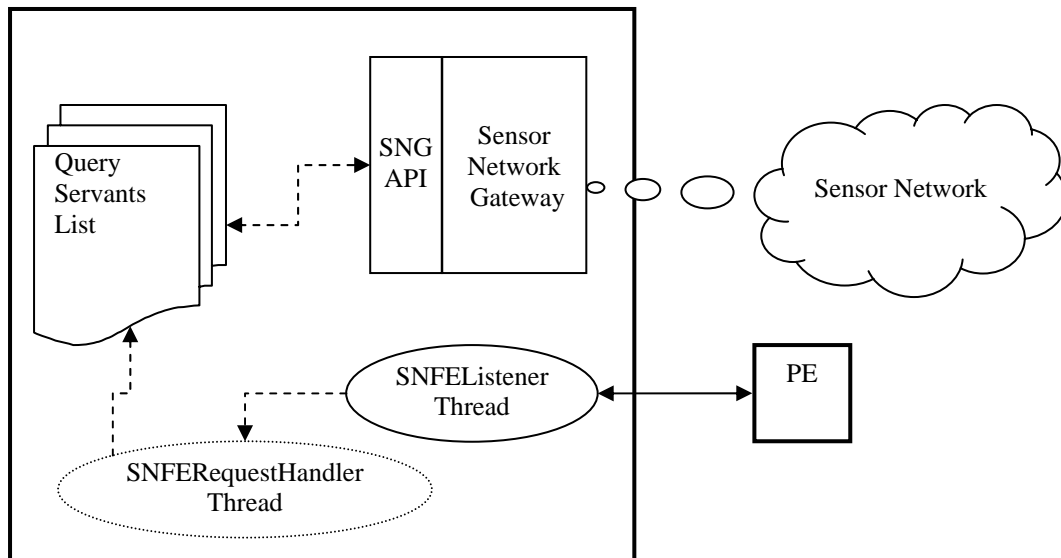 Query
Servants
List
SNG
API
Sensor
Network
Gateway
Sensor Network
SNFEListener
Thread
PE
SNFERequestHandler
Thread